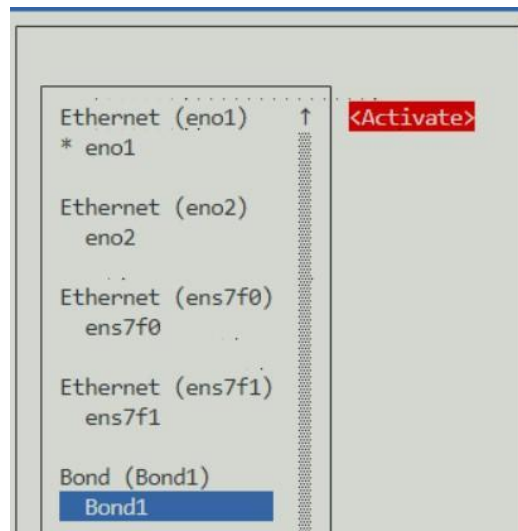 Ethernet (eno1) ↑ <Activate>
* eno1
Ethernet (eno2)
eno2
Ethernet (ens7f0)
ens7f0
Ethernet (ens7f1)
ens7f1
Bond (Bond1)
Bond1